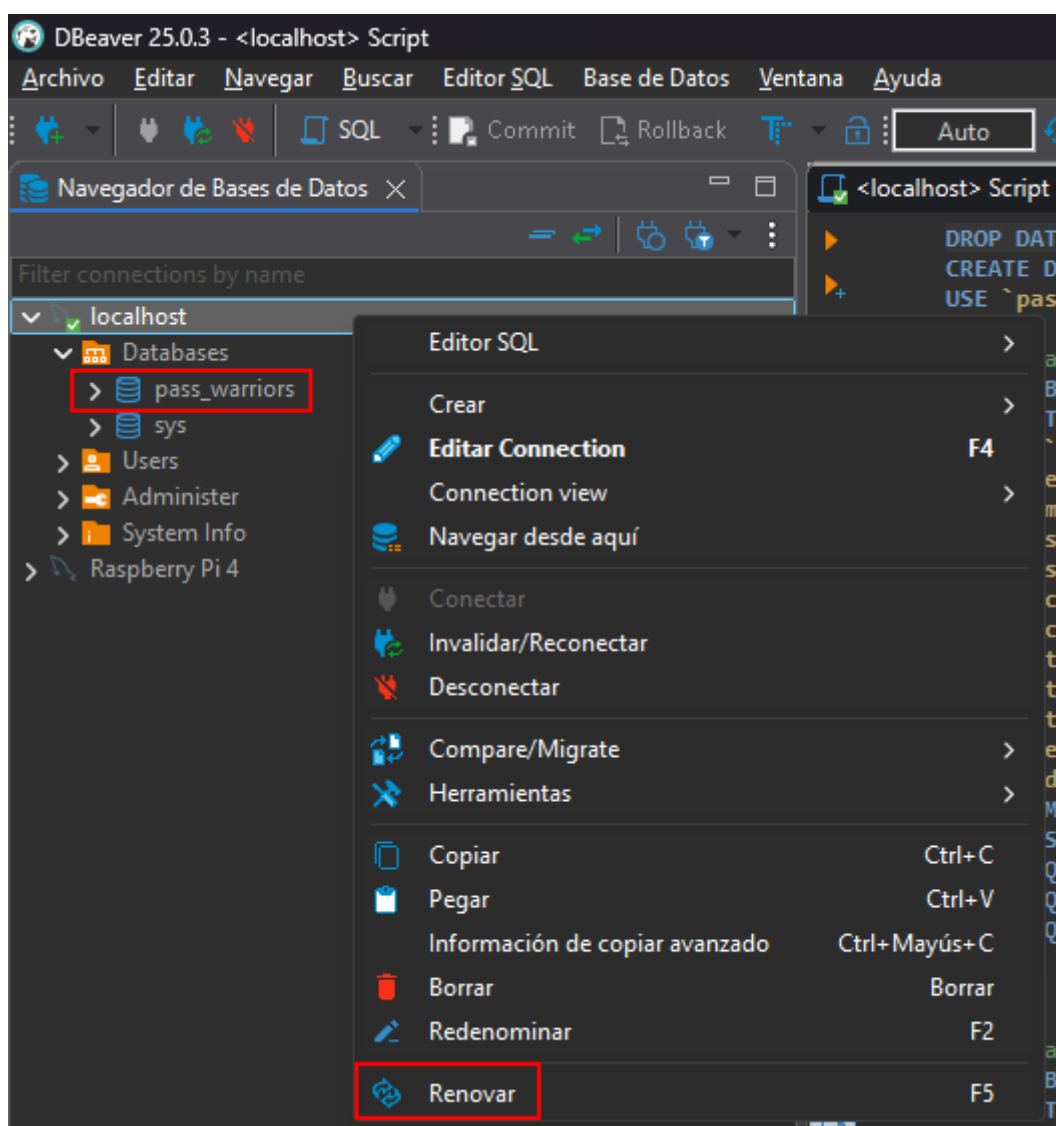 DBeaver 25.0.3 - <localhost> Script
Archivo Editar Navegar Buscar Editor SQL Base de Datos Ventana Ayuda
SQL Commit Rollback Auto
Navegador de Bases de Datos
<localhost> Script
Filter connections by name
DROP DAT
CREATE D
USE `pas
localhost
Databases
pass_warriors
sys
Users
Administer
System Info
Raspberry Pi 4
Editor SQL
Crear
Editar Connection F4
Connection view
Navegar desde aquí
Conectar
Invalidar/Reconectar
Desconectar
Compare/Migrate
Herramientas
Copiar Ctrl+C
Pegar Ctrl+V
Información de copiar avanzado Ctrl+Mayús+C
Borrar Borrar
Redenominar F2
Renovar F5